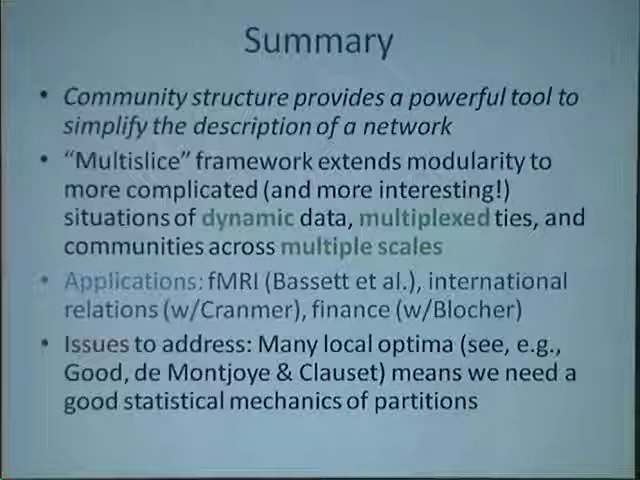 Summary
• Community structure provides a powerful tool to
simplify the description of a network
• “Multislice” framework extends modularity to
more complicated (and more interesting!)
situations of dynamic data, multiplexed ties, and
communities across multiple scales
• Applications: fMRI (Bassett et al.), international
relations (w/Cranmer), finance (w/Blocher)
• Issues to address: Many local optima (see, e.g.,
Good, de Montjoye & Clauset) means we need a
good statistical mechanics of partitions